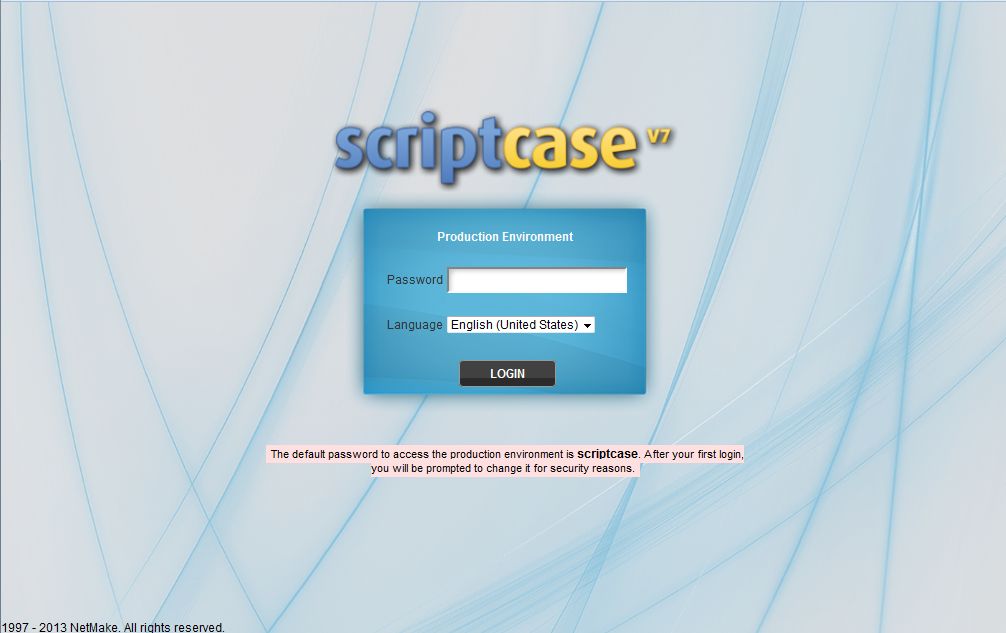 scriptcase V7
Production Environment
Password
Language English (United States)
LOGIN
The default password to access the production environment is scriptcase. After your first login,
you will be prompted to change it for security reasons.
1997 - 2013 NetMake. All rights reserved.